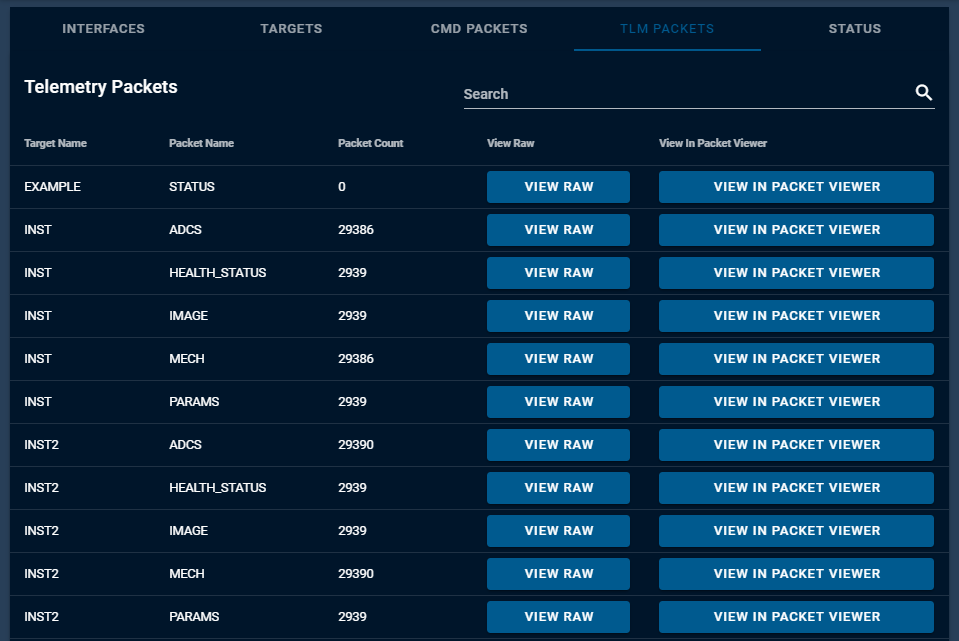 INTERFACES TARGETS CMD PACKETS TLM PACKETS STATUS
Telemetry Packets
Search
Target Name Packet Name Packet Count View Raw View In Packet Viewer
EXAMPLE STATUS 0 VIEW RAW VIEW IN PACKET VIEWER
INST ADCS 29386 VIEW RAW VIEW IN PACKET VIEWER
INST HEALTH_STATUS 2939 VIEW RAW VIEW IN PACKET VIEWER
INST IMAGE 2939 VIEW RAW VIEW IN PACKET VIEWER
INST MECH 29386 VIEW RAW VIEW IN PACKET VIEWER
INST PARAMS 2939 VIEW RAW VIEW IN PACKET VIEWER
INST2 ADCS 29390 VIEW RAW VIEW IN PACKET VIEWER
INST2 HEALTH_STATUS 2939 VIEW RAW VIEW IN PACKET VIEWER
INST2 IMAGE 2939 VIEW RAW VIEW IN PACKET VIEWER
INST2 MECH 29390 VIEW RAW VIEW IN PACKET VIEWER
INST2 PARAMS 2939 VIEW RAW VIEW IN PACKET VIEWER